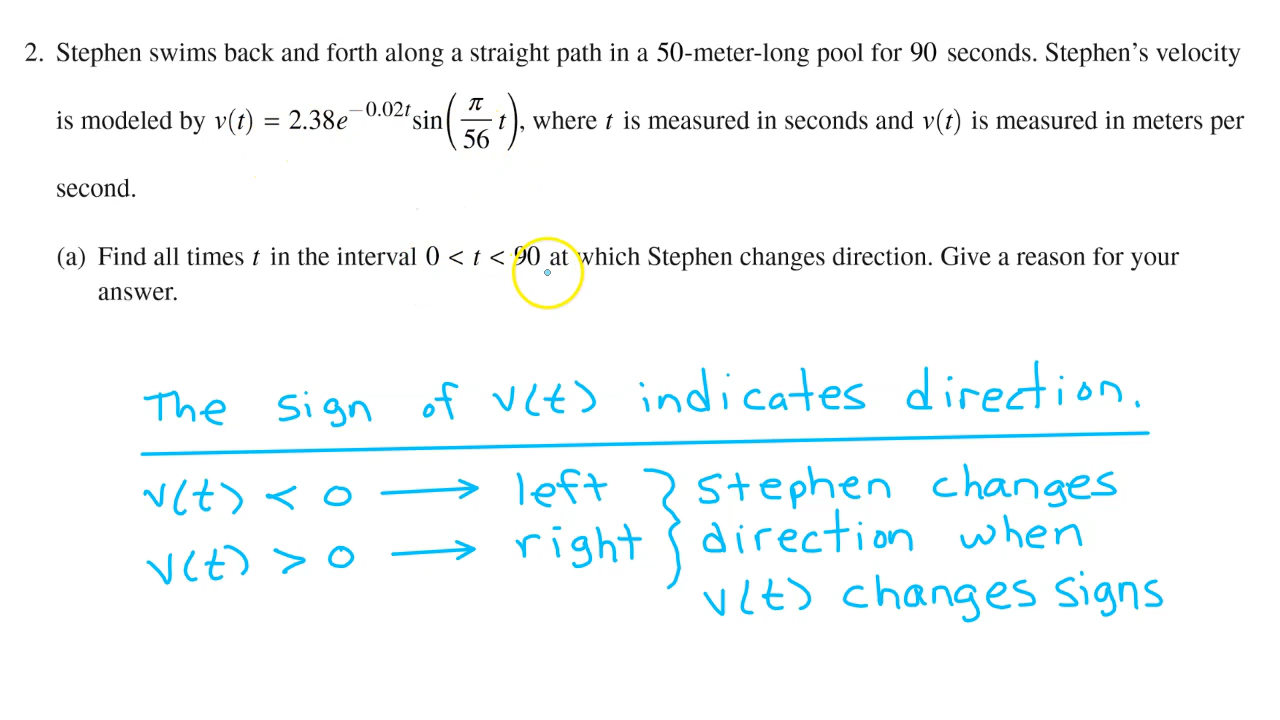 2. Stephen swims back and forth along a straight path in a 50-meter-long pool for 90 seconds. Stephen's velocity
is modeled by v(t) = 2.38e^{−0.02t} sin(π/56 t), where t is measured in seconds and v(t) is measured in meters per
second.
(a) Find all times t in the interval 0 < t < 90 at which Stephen changes direction. Give a reason for your
answer.
The sign of v(t) indicates direction.
v(t) < 0 → left } Stephen changes
v(t) > 0 → right } direction when
v(t) changes signs